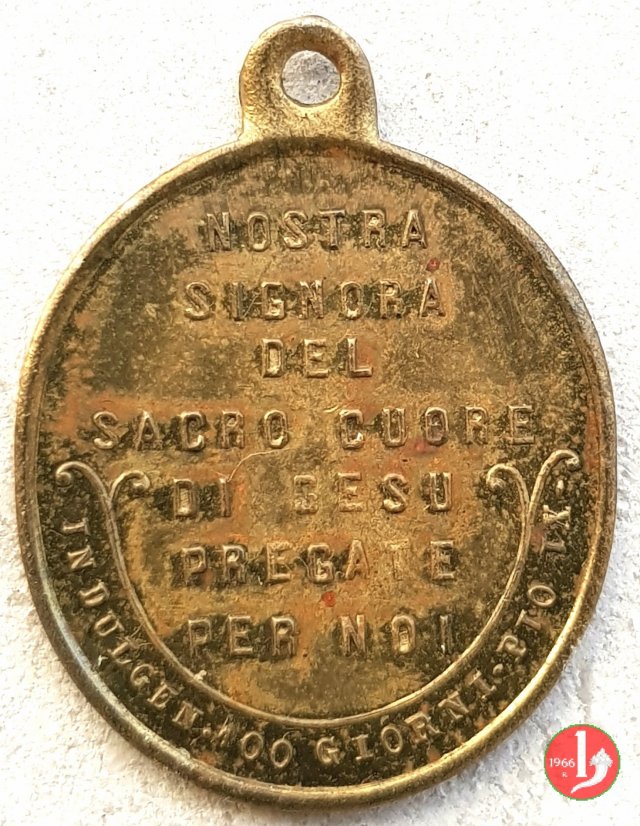 NOSTRA
SIGNORA
DEL
SACRO CUORE
DI GESU
PREGATE
PER NOI
INDULGEN. 100 GIORNI. PIO IX.
1966
R